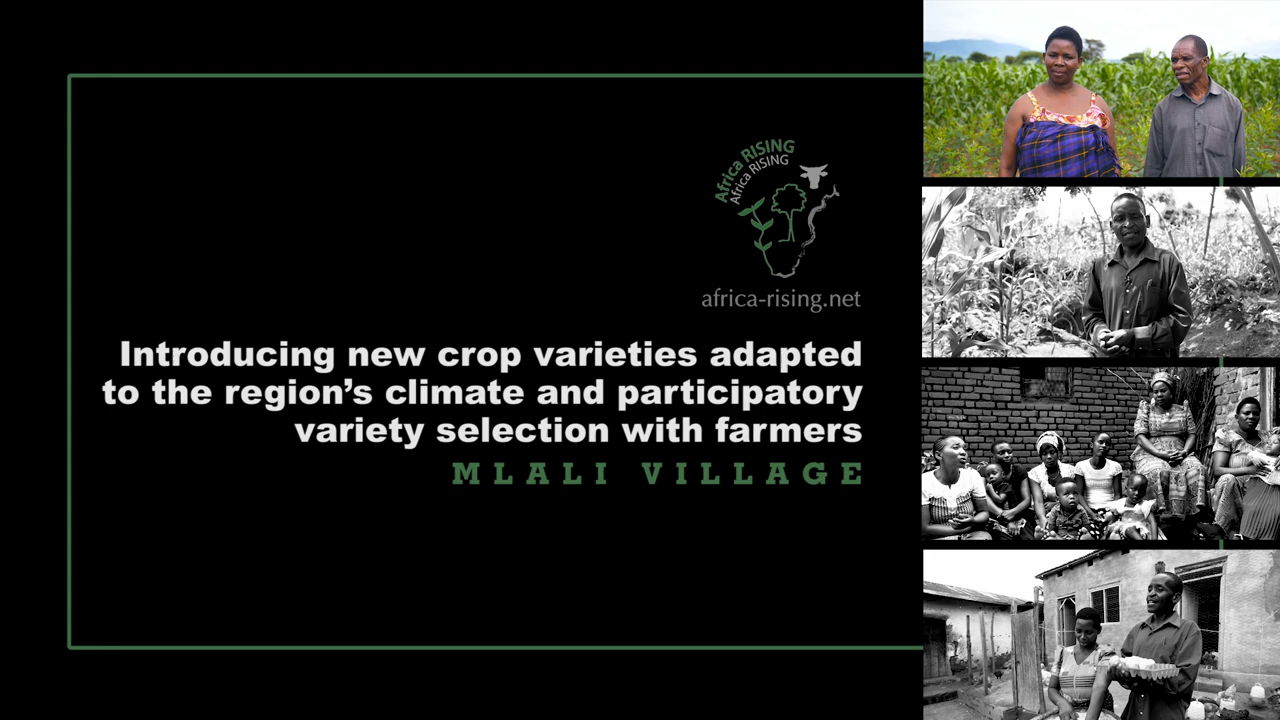 Africa RISING
Africa RISING
africa-rising.net
Introducing new crop varieties adapted
to the region’s climate and participatory
variety selection with farmers
MLALI VILLAGE